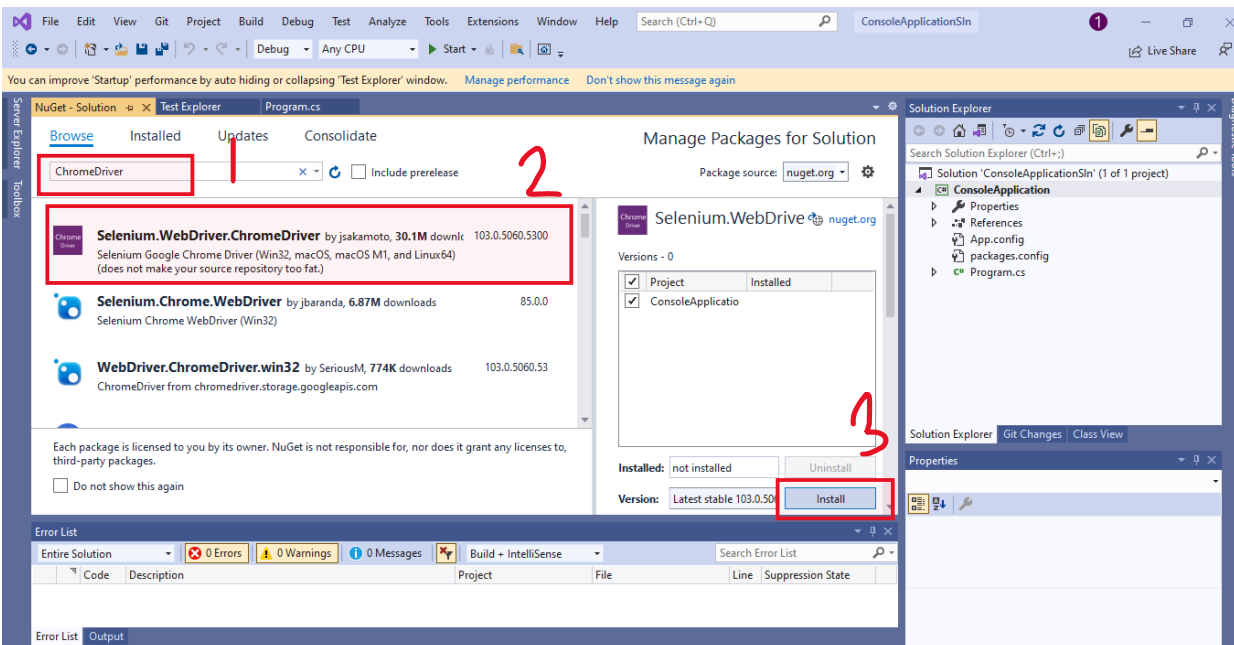 File Edit View Git Project Build Debug Test Analyze Tools Extensions Window Help Search (Ctrl+Q) ConsoleApplicationSln 1
Debug Any CPU Start Live Share
You can improve 'Startup' performance by auto hiding or collapsing 'Test Explorer' window. Manage performance Don't show this message again
Server Explorer
Toolbox
NuGet - Solution Test Explorer Program.cs
Browse Installed Updates Consolidate Manage Packages for Solution
1
ChromeDriver Include prerelease
2
Package source: nuget.org
Chrome Driver
Selenium.WebDriver.ChromeDriver by jsakamoto, 30.1M downlc 103.0.5060.5300
Selenium Google Chrome Driver (Win32, macOS, macOS M1, and Linux64)
(does not make your source repository too fat.)
Selenium.Chrome.WebDriver by jbaranda, 6.87M downloads 85.0.0
Selenium Chrome WebDriver (Win32)
WebDriver.ChromeDriver.win32 by SeriousM, 774K downloads 103.0.5060.53
ChromeDriver from chromedriver.storage.googleapis.com
Each package is licensed to you by its owner. NuGet is not responsible for, nor does it grant any licenses to,
third-party packages.
Do not show this again
Chrome Driver
Selenium.WebDrive nuget.org
Versions - 0
Project Installed
ConsoleApplicatio
3
Installed: not installed Uninstall
Version: Latest stable 103.0.506 Install
Solution Explorer
Search Solution Explorer (Ctrl+;)
Solution 'ConsoleApplicationSln' (1 of 1 project)
C# ConsoleApplication
Properties
References
App.config
packages.config
C# Program.cs
Solution Explorer Git Changes Class View
Properties
Error List
Entire Solution 0 Errors 0 Warnings 0 Messages Build + IntelliSense Search Error List
Code Description Project File Line Suppression State
Error List Output